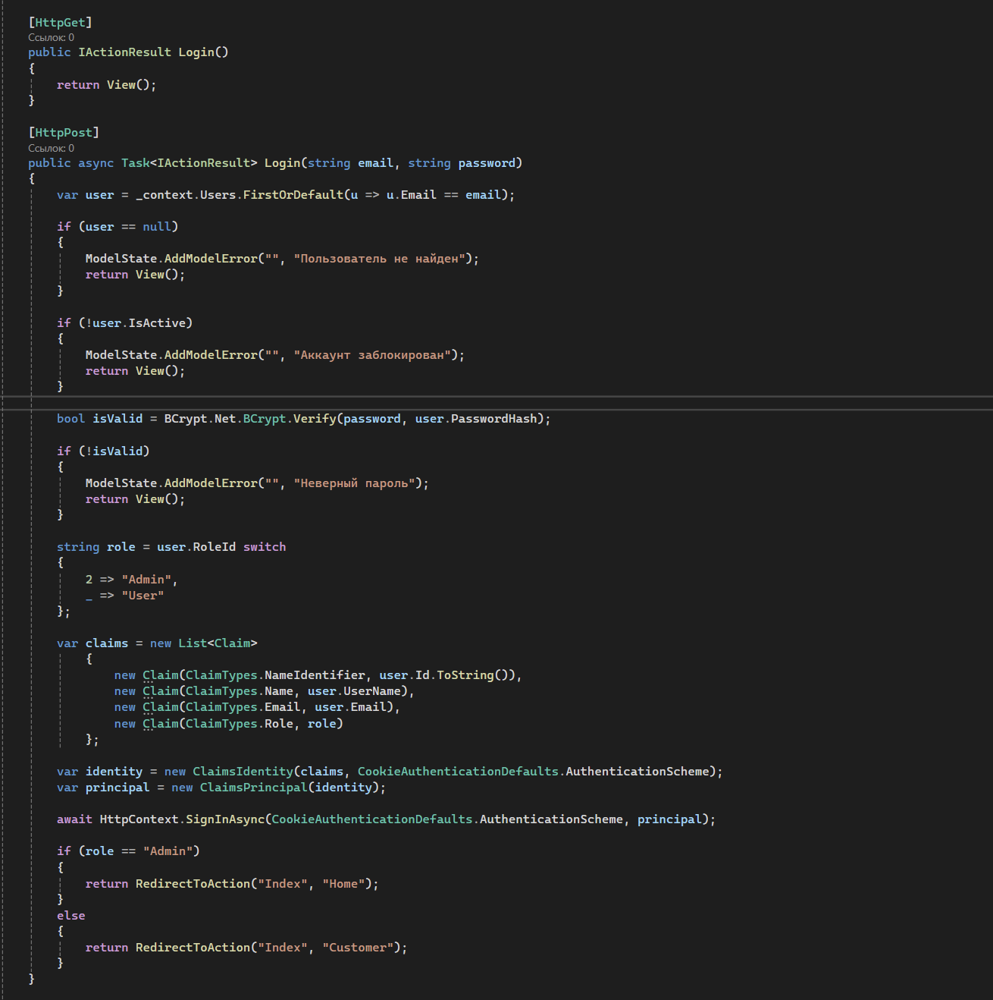 [HttpGet]
Ссылок: 0
public IActionResult Login()
{
return View();
}
[HttpPost]
Ссылок: 0
public async Task<IActionResult> Login(string email, string password)
{
var user = _context.Users.FirstOrDefault(u => u.Email == email);
if (user == null)
{
ModelState.AddModelError("", "Пользователь не найден");
return View();
}
if (!user.IsActive)
{
ModelState.AddModelError("", "Аккаунт заблокирован");
return View();
}
bool isValid = BCrypt.Net.BCrypt.Verify(password, user.PasswordHash);
if (!isValid)
{
ModelState.AddModelError("", "Неверный пароль");
return View();
}
string role = user.RoleId switch
{
2 => "Admin",
_ => "User"
};
var claims = new List<Claim>
{
new Claim(ClaimTypes.NameIdentifier, user.Id.ToString()),
new Claim(ClaimTypes.Name, user.UserName),
new Claim(ClaimTypes.Email, user.Email),
new Claim(ClaimTypes.Role, role)
};
var identity = new ClaimsIdentity(claims, CookieAuthenticationDefaults.AuthenticationScheme);
var principal = new ClaimsPrincipal(identity);
await HttpContext.SignInAsync(CookieAuthenticationDefaults.AuthenticationScheme, principal);
if (role == "Admin")
{
return RedirectToAction("Index", "Home");
}
else
{
return RedirectToAction("Index", "Customer");
}
}